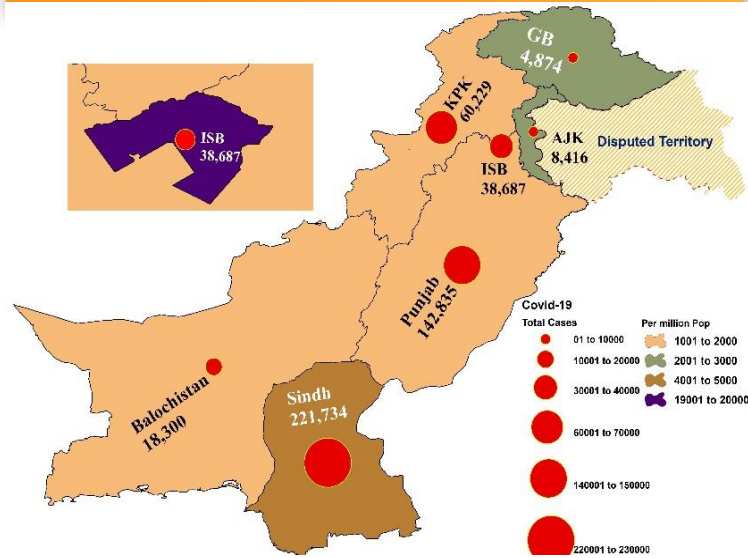 GB
4,874
KPK
60,229
ISB
38,687
AJK
8,416
Disputed Territory
ISB
38,687
Punjab
142,835
Balochistan
18,300
Sindh
221,734
Covid-19
Total Cases
01 to 10000
10001 to 20000
30001 to 40000
60001 to 70000
140001 to 150000
220001 to 230000
Per million Pop
1001 to 2000
2001 to 3000
4001 to 5000
19001 to 20000